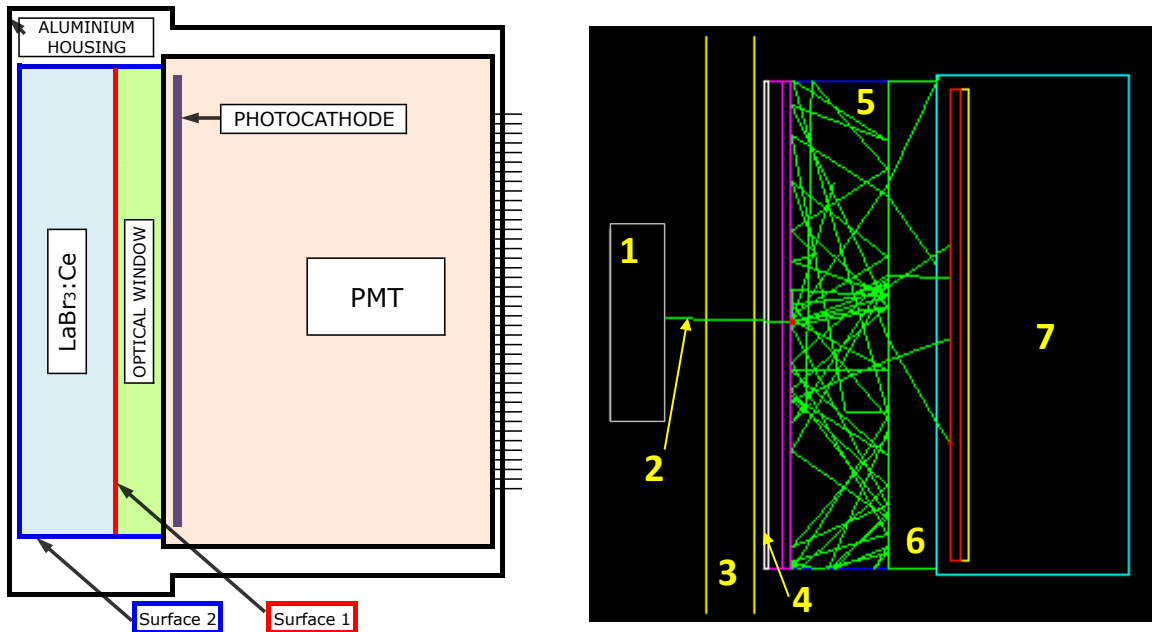 ALUMINIUM
HOUSING
PHOTOCATHODE
LaBr3:Ce
OPTICAL WINDOW
PMT
Surface 2
Surface 1
1
2
3
4
5
6
7